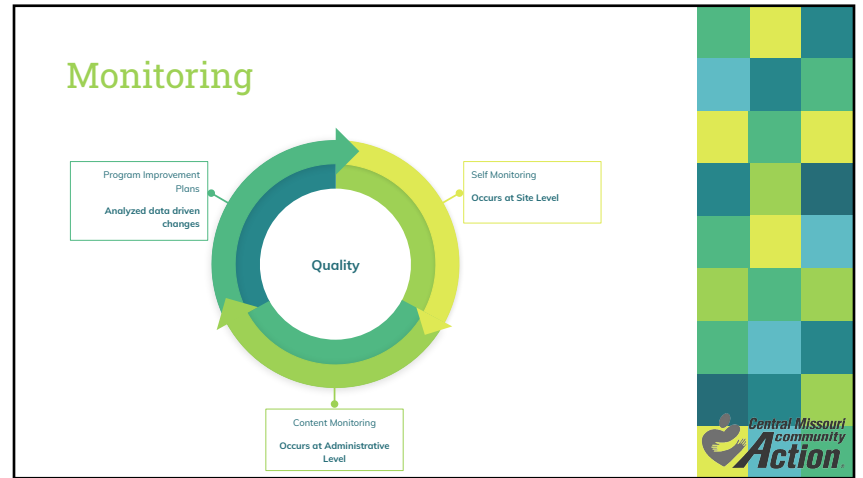 Monitoring
Program Improvement
Plans
Analyzed data driven
changes
Self Monitoring
Occurs at Site Level
Quality
Content Monitoring
Occurs at Administrative
Level
Central Missouri
community
Action